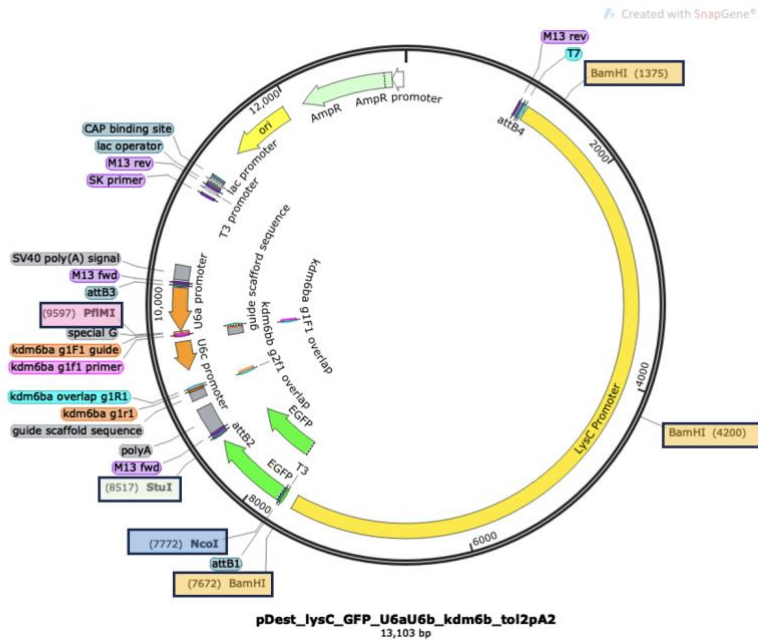 Created with SnapGene®
M13 rev
T7
BamHI (1375)
attB4
2000
LysC Promoter
4000
BamHI (4200)
6000
AmpR promoter
AmpR
12,000
ori
CAP binding site
lac operator
M13 rev
SK primer
lac promoter
T3 promoter
SV40 poly(A) signal
M13 fwd
attB3
10,000
(9597) PflMI
special G
kdm6ba g1F1 guide
kdm6ba g1f1 primer
U6a promoter
guide scafford sequence
kdm6ba g1F1 overlap
U6c promoter
kdm6bb g2f1 overlap
kdm6ba overlap g1R1
kdm6ba g1r1
guide scaffold sequence
polyA
M13 fwd
attB2
(8517) StuI
EGFP
T3
EGFP
8000
(7772) NcoI
attB1
(7672) BamHI
pDest_lysC_GFP_U6aU6b_kdm6b_tol2pA2
13,103 bp